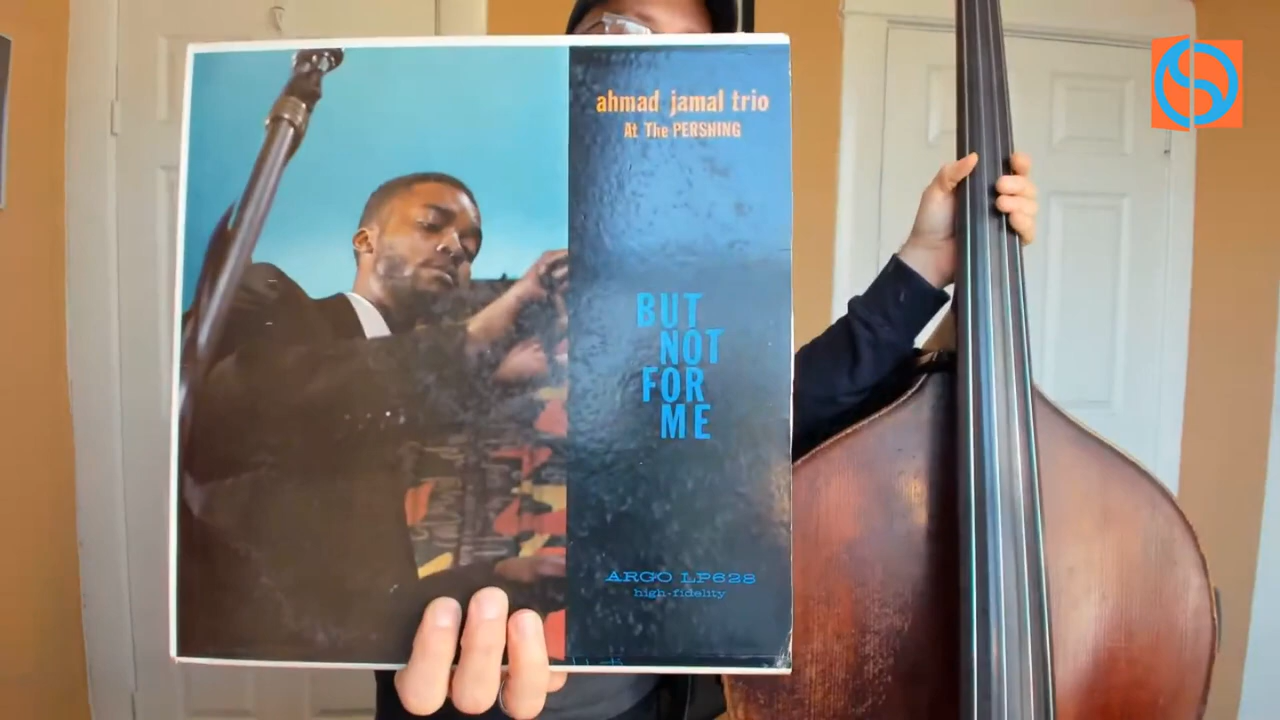 ahmad jamal trio
At The PERSHING
BUT
NOT
FOR
ME
ARGO LP628
high-fidelity